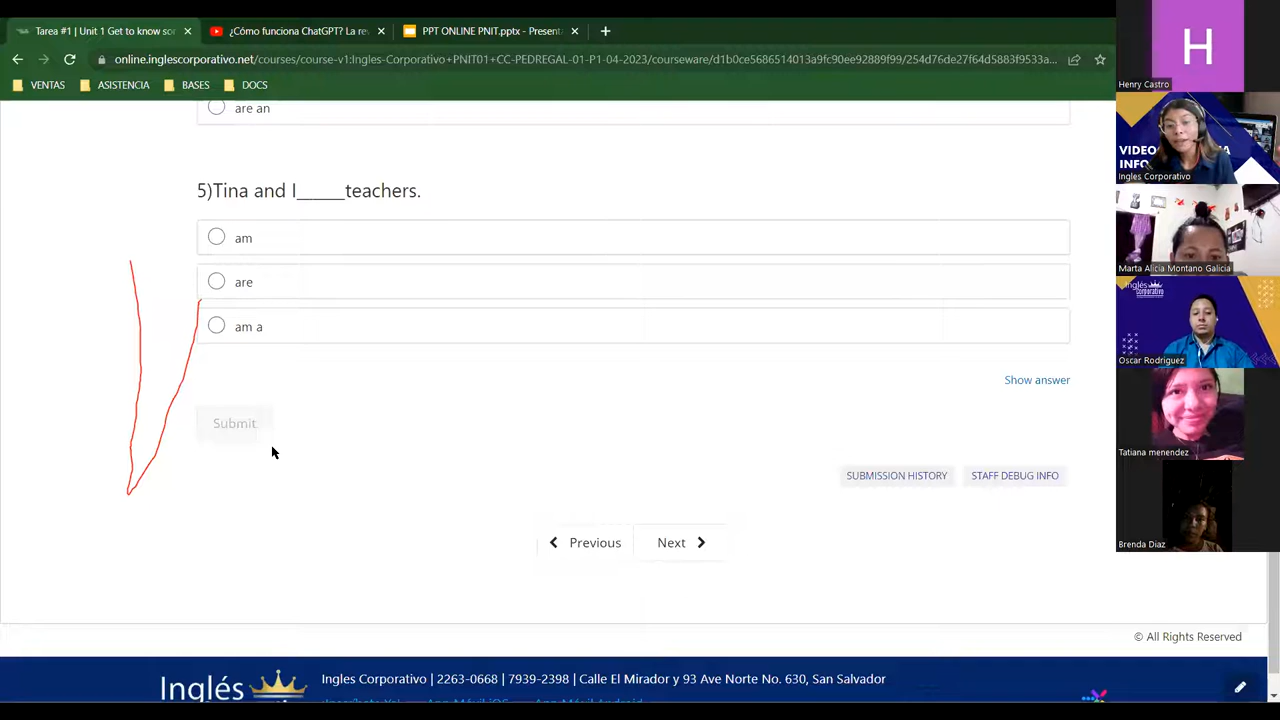 Tarea #1 | Unit 1 Get to know sor
¿Cómo funciona ChatGPT? La re
PPT ONLINE PNIT.pptx - Present
online.inglescorporativo.net/courses/course-v1:Ingles-Corporativo+PNIT01+CC-PEDREGAL-01-P1-04-2023/courseware/d1b0ce5686514013a9fc90ee92889f99/254d76de27f64d5883f9533a...
VENTAS
ASISTENCIA
BASES
DOCS
are an
5)Tina and I_____teachers.
am
are
am a
Show answer
Submit
SUBMISSION HISTORY
STAFF DEBUG INFO
Previous
Next
© All Rights Reserved
Inglés
Ingles Corporativo | 2263-0668 | 7939-2398 | Calle El Mirador y 93 Ave Norte No. 630, San Salvador
H
Henry Castro
VIDEO
INFO
Ingles Corporativo
Marta Alicia Montano Galicia
Inglés
Corporativo
Oscar Rodriguez
Tatiana menendez
Brenda Diaz